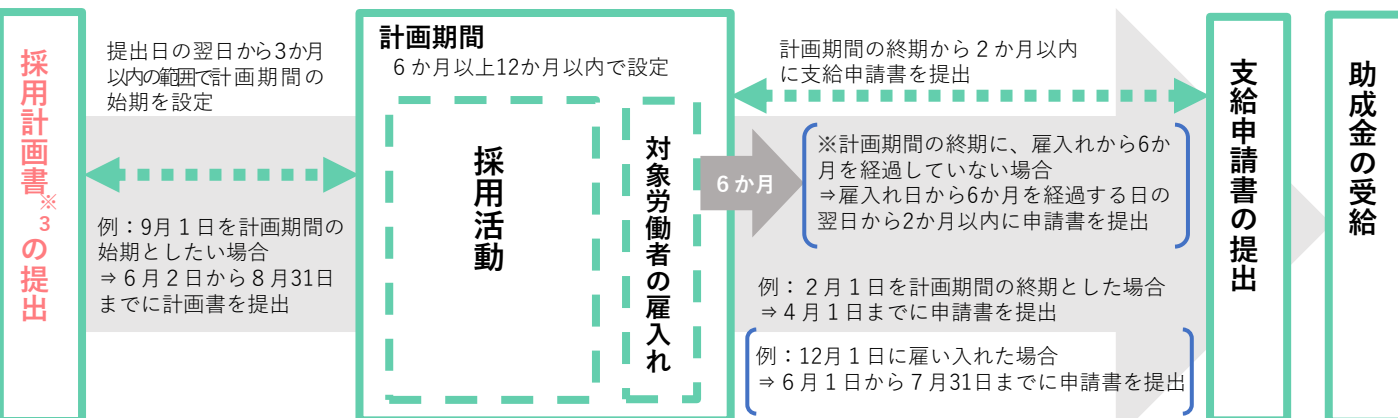 採用計画書※3の提出
提出日の翌日から3か月
以内の範囲で計画期間の
始期を設定
例：9月１日を計画期間の
始期としたい場合
⇒６月２日から８月31日
までに計画書を提出
計画期間
６か月以上12か月以内で設定
採用活動
対象労働者の雇入れ
６か月
計画期間の終期から２か月以内
に支給申請書を提出
※計画期間の終期に、雇入れから6か
月を経過していない場合
⇒雇入れ日から6か月を経過する日の
翌日から2か月以内に申請書を提出
例：２月１日を計画期間の終期とした場合
⇒４月１日までに申請書を提出
例：12月１日に雇い入れた場合
⇒６月１日から７月31日までに申請書を提出
支給申請書の提出
助成金の受給